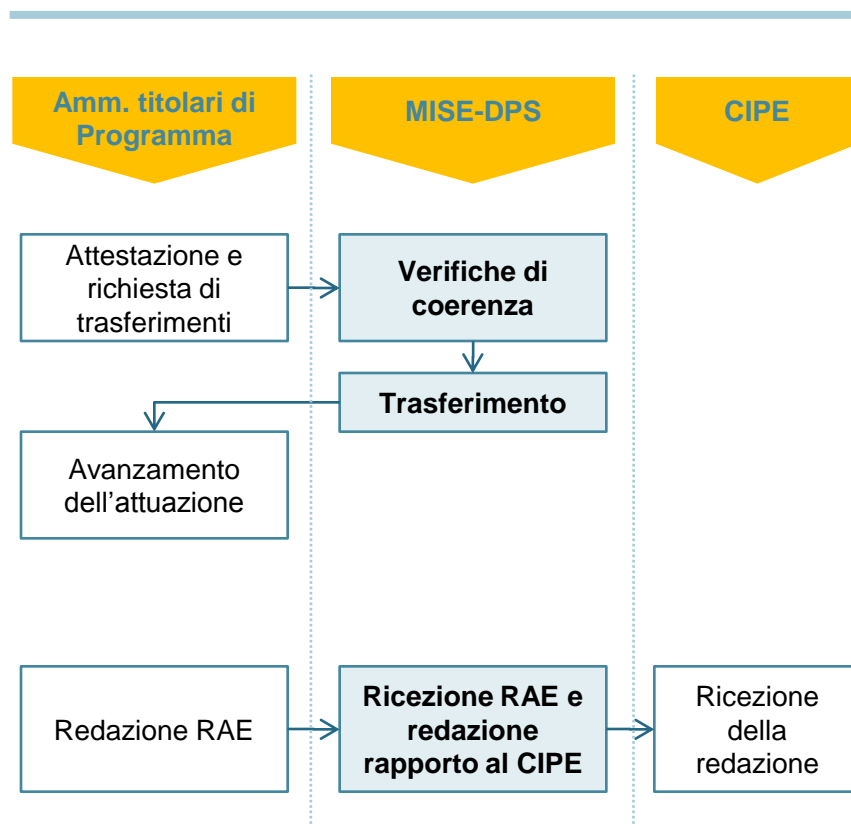 Amm. titolari di
Programma
MISE-DPS
CIPE
Attestazione e
richiesta di
trasferimenti
Verifiche di
coerenza
Trasferimento
Avanzamento
dell’attuazione
Redazione RAE
Ricezione RAE e
redazione
rapporto al CIPE
Ricezione
della
redazione